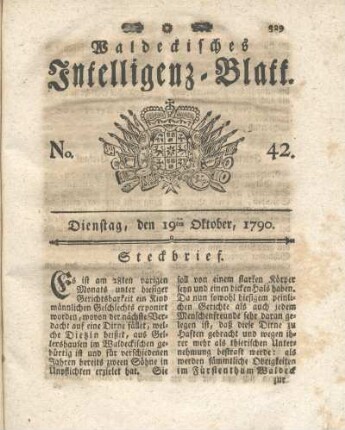 329
Waldeckisches
Intelligenz-Blatt.
No. 42.
Dienstag, den 19ten Oktober, 1790.
Steckbrief.
Es ist am 28ten vorigen
Monats unter hiesiger
Gerichtsbarkeit ein Kind
männlichen Geschlechts exponirt
worden, wovon der nächste Ver-
dacht auf eine Dirne fället, wel-
che Dietzin heisset, aus Gel-
lershausen im Waldeckischen ge-
bürtig ist und für verschiedenen
Jahren bereits zween Söhne in
Unpflichten erzielet hat. Sie
soll von einem starken Körper
seyn und einen dicken Hals haben.
Da nun sowohl hiesigem peinli-
chen Gerichte als auch jedem
Menschenfreunde sehr daran ge-
legen ist, daß diese Dirne zu
Haften gebracht und wegen ih-
rer mehr als thierischen Unter-
nehmung bestraft werde: als
werden sämmtliche Obrigkeiten
im Fürstenthum Waldeck
zur